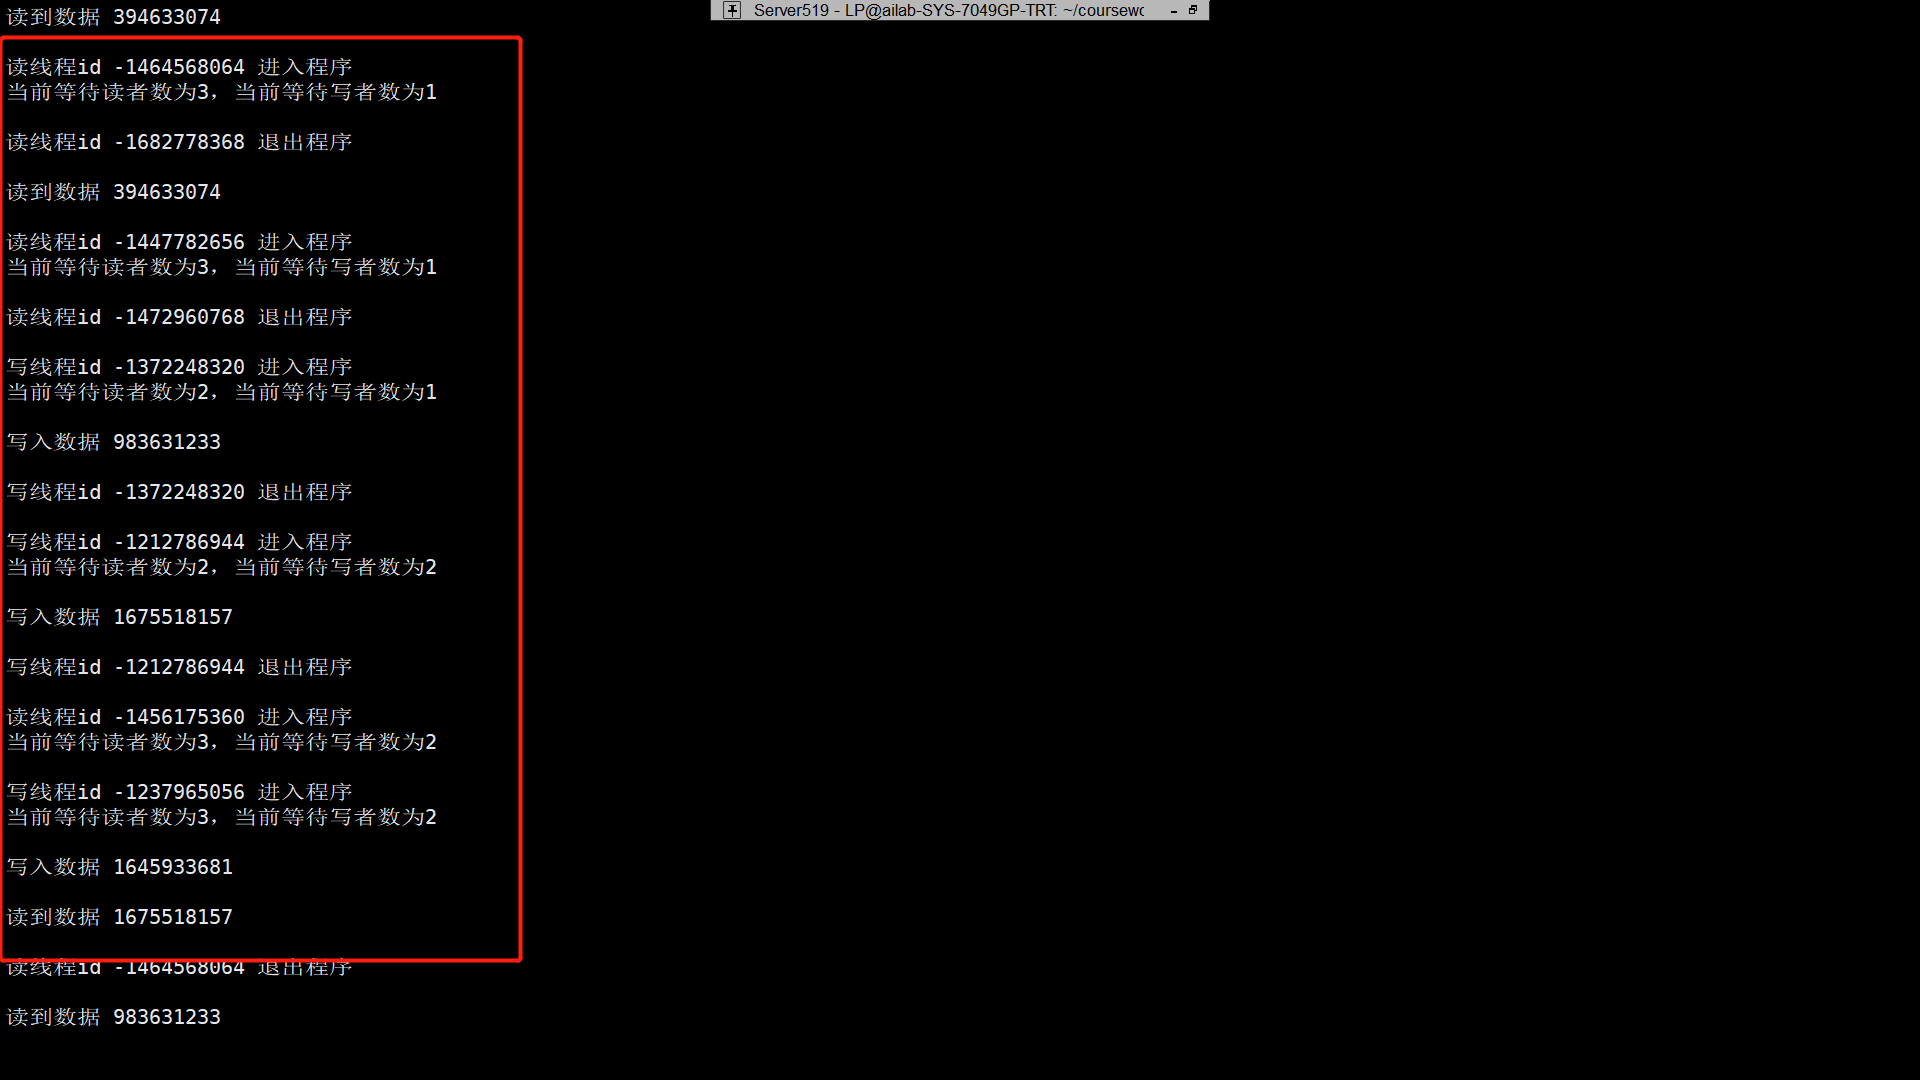 Server519 - LP@ailab-SYS-7049GP-TRT: ~/coursewc
读到数据 394633074
读线程id -1464568064 进入程序
当前等待读者数为3, 当前等待写者数为1
读线程id -1682778368 退出程序
读到数据 394633074
读线程id -1447782656 进入程序
当前等待读者数为3, 当前等待写者数为1
读线程id -1472960768 退出程序
写线程id -1372248320 进入程序
当前等待读者数为2, 当前等待写者数为1
写入数据 983631233
写线程id -1372248320 退出程序
写线程id -1212786944 进入程序
当前等待读者数为2, 当前等待写者数为2
写入数据 1675518157
写线程id -1212786944 退出程序
读线程id -1456175360 进入程序
当前等待读者数为3, 当前等待写者数为2
写线程id -1237965056 进入程序
当前等待读者数为3, 当前等待写者数为2
写入数据 1645933681
读到数据 1675518157
读线程id -1464568064 退出程序
读到数据 983631233